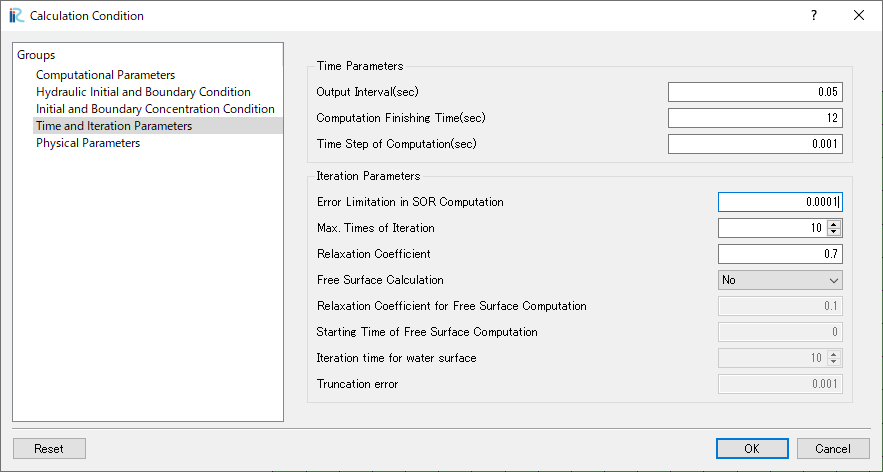 Calculation Condition
?
Groups
Computational Parameters
Hydraulic Initial and Boundary Condition
Initial and Boundary Concentration Condition
Time and Iteration Parameters
Physical Parameters
Time Parameters
Output Interval(sec) 0.05
Computation Finishing Time(sec) 12
Time Step of Computation(sec) 0.001
Iteration Parameters
Error Limitation in SOR Computation 0.0001
Max. Times of Iteration 10
Relaxation Coefficient 0.7
Free Surface Calculation No
Relaxation Coefficient for Free Surface Computation 0.1
Starting Time of Free Surface Computation 0
Iteration time for water surface 10
Truncation error 0.001
Reset OK Cancel